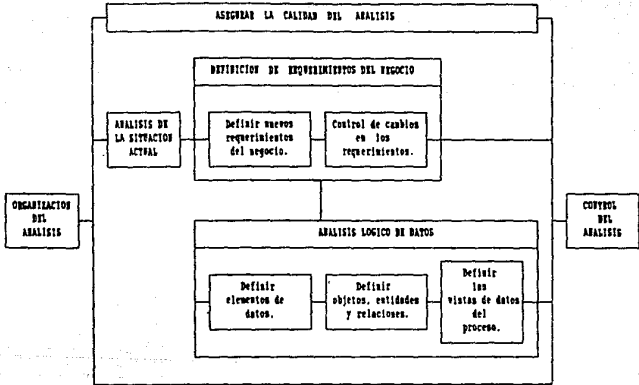 ASEGURAR LA CALIDAD DEL ANALISIS
DEFINICION DE REQUERIMIENTOS DEL NEGOCIO
ANALISIS DE
LA SITUACION
ACTUAL
Definir nuevos
requerimientos
del negocio.
Control de cambios
en los
requerimientos.
ORGANIZACION
DEL
ANALISIS
CONTROL
DEL
ANALISIS
ANALISIS LOGICO DE DATOS
Definir
elementos de
datos.
Definir
objetos, entidades
y relaciones.
Definir
las
vistas de datos
del
proceso.